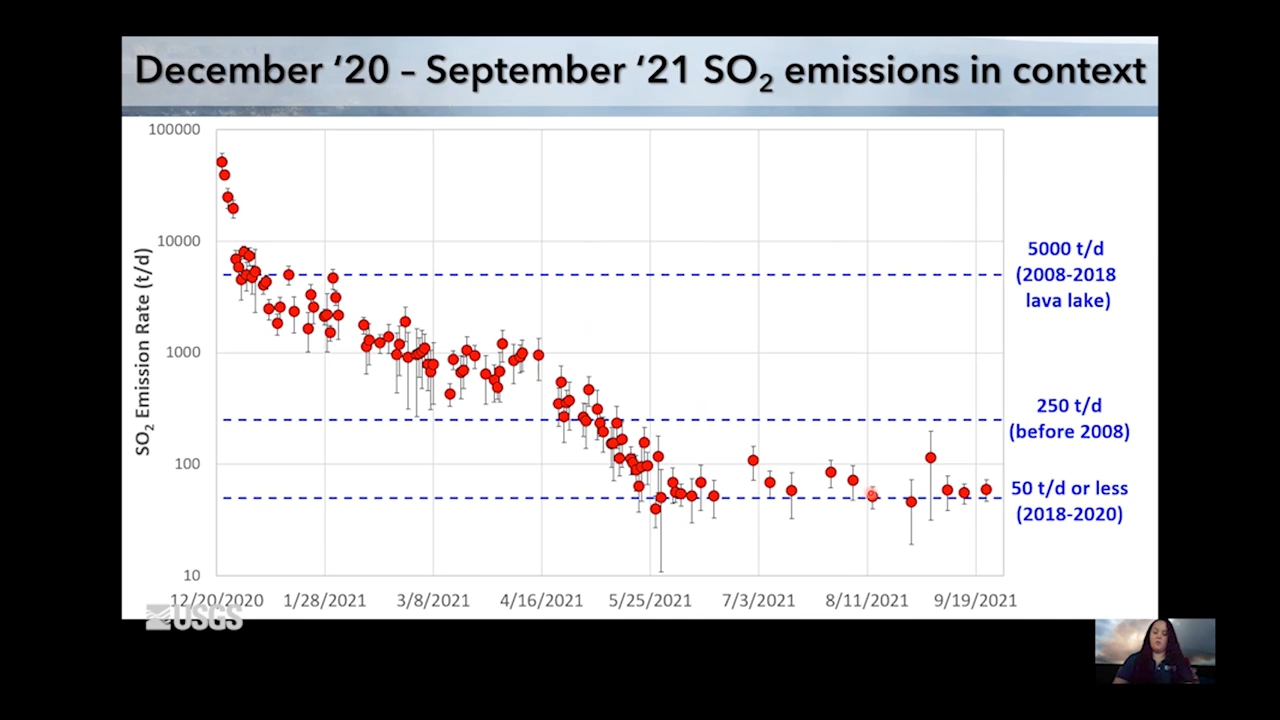 December ‘20 – September ‘21 SO₂ emissions in context
100000
10000
1000
100
10
SO₂ Emission Rate (t/d)
5000 t/d
(2008-2018
lava lake)
250 t/d
(before 2008)
50 t/d or less
(2018-2020)
12/20/2020 1/28/2021 3/8/2021 4/16/2021 5/25/2021 7/3/2021 8/11/2021 9/19/2021
USGS